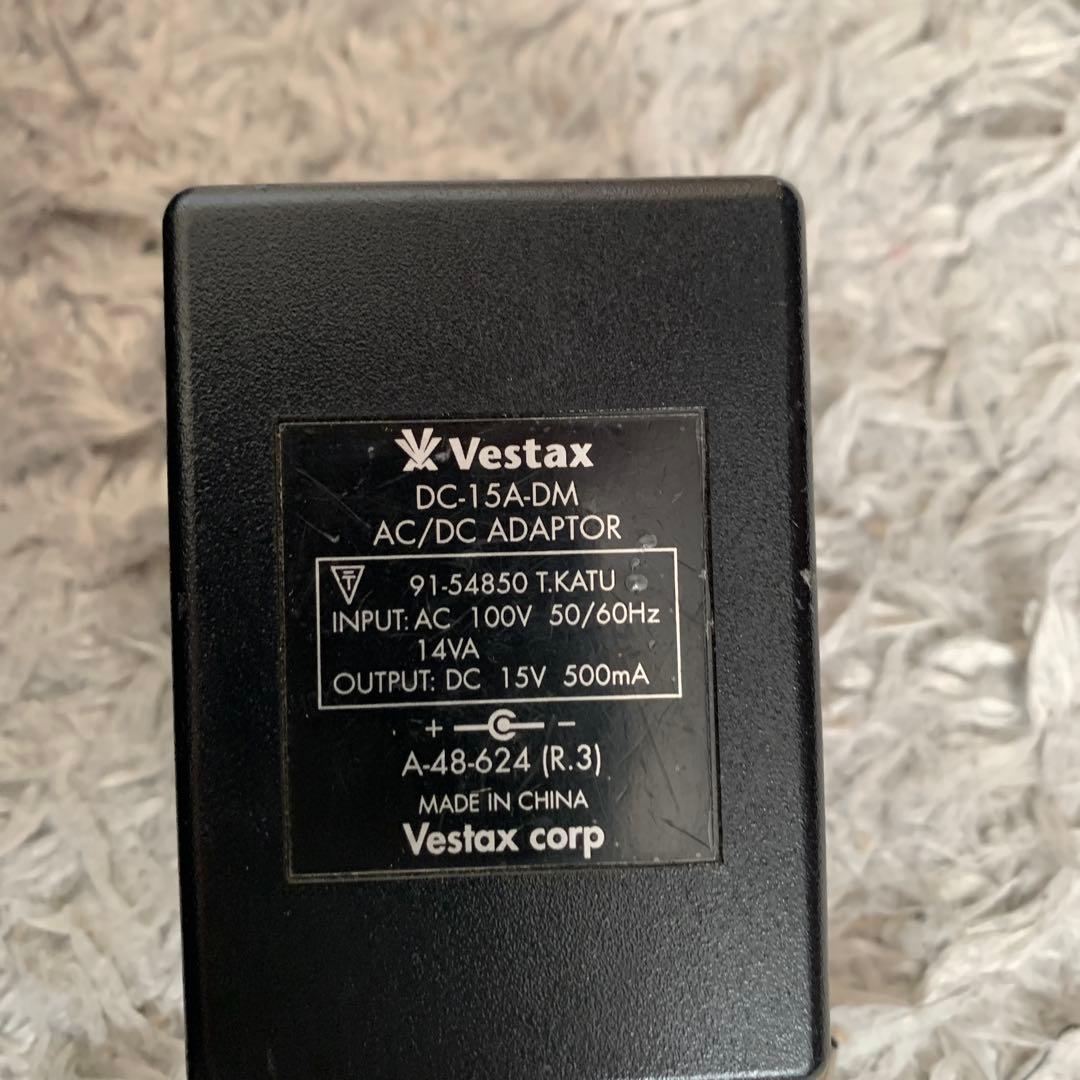 Vestax
DC-15A-DM
AC/DC ADAPTOR
91-54850 T.KATU
INPUT: AC 100V 50/60Hz
14VA
OUTPUT: DC 15V 500mA
+ −
A-48-624 (R.3)
MADE IN CHINA
Vestax corp